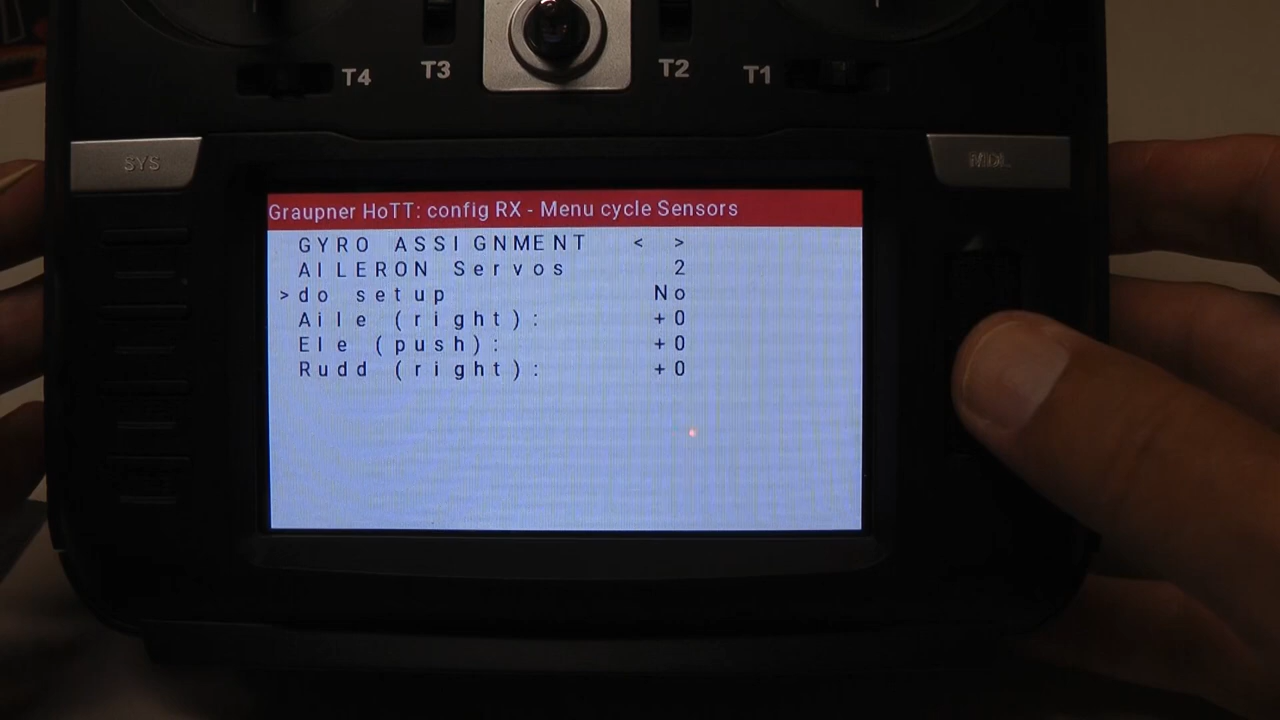 T4 T3 T2 T1
SYS MDL
Graupner HoTT: config RX - Menu cycle Sensors
GYRO ASSIGNMENT < >
AILERON Servos 2
>do setup No
Aile (right): +0
Ele (push): +0
Rudd (right): +0